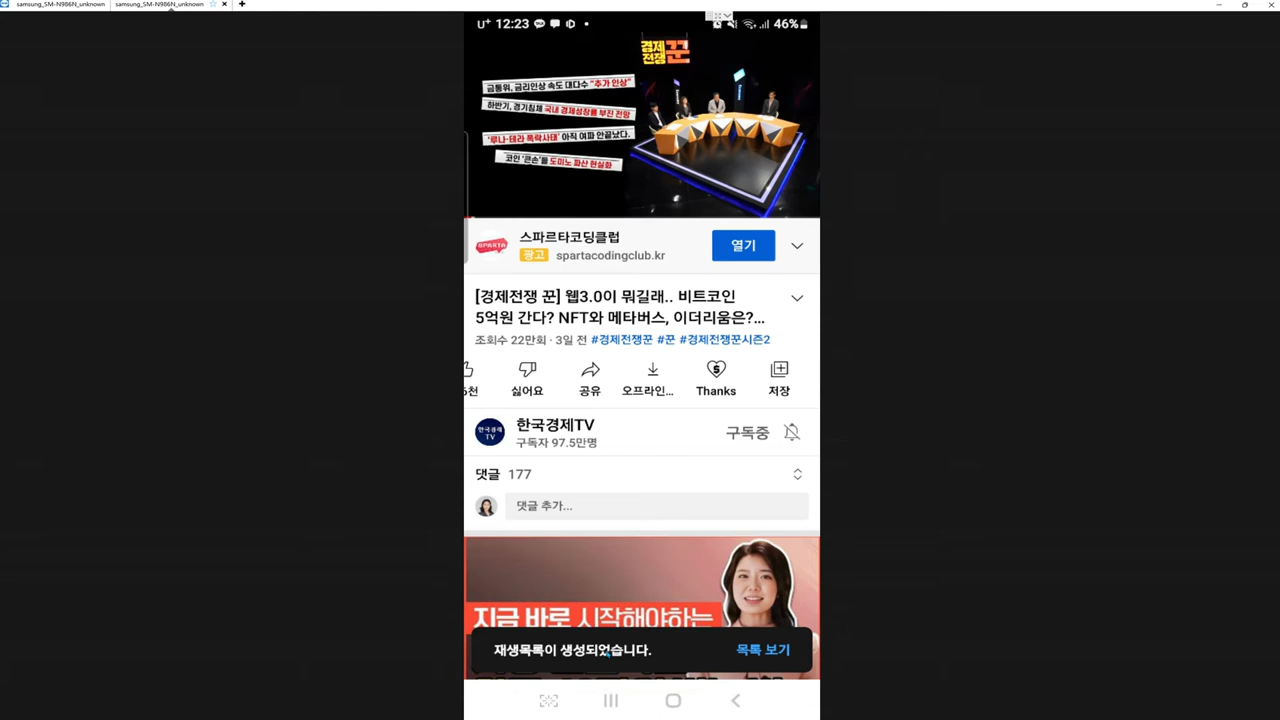 samsung_SM-N986N_unknown
samsung_SM-N986N_unknown
U⁺ 12:23
46%
경제
전쟁
꾼
금통위, 금리인상 속도 대다수 "추가 인상"
하반기, 경기침체 국내 경제성장률 부진 전망
'루나·테라 폭락사태' 아직 여파 안끝났다.
코인 '큰손'들 도미노 파산 현실화
SPARTA
스파르타코딩클럽
광고 spartacodingclub.kr
열기
[경제전쟁 꾼] 웹3.0이 뭐길래.. 비트코인
5억원 간다? NFT와 메타버스, 이더리움은?...
조회수 22만회 · 3일 전 #경제전쟁꾼 #꾼 #경제전쟁꾼시즌2
6천 싫어요 공유 오프라인... Thanks 저장
한국경제
TV
한국경제TV
구독자 97.5만명
구독중
댓글 177
댓글 추가...
지금 바로 시작해야하는
재생목록이 생성되었습니다. 목록 보기